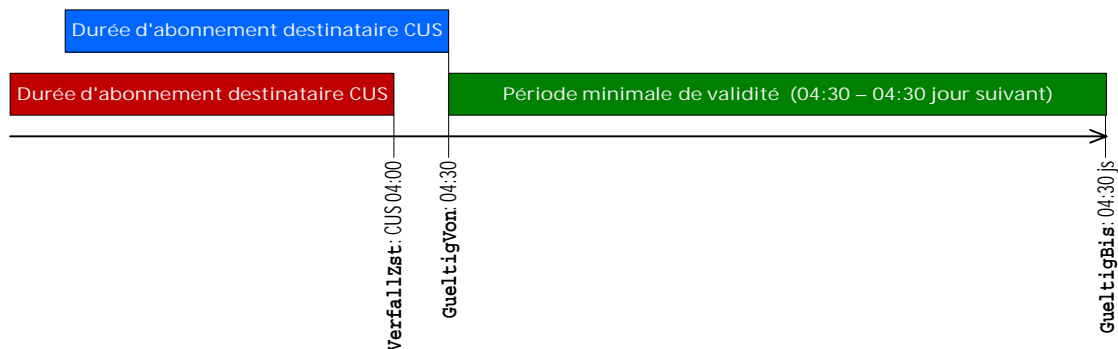 Durée d'abonnement destinataire CUS
Durée d'abonnement destinataire CUS
Période minimale de validité (04:30 – 04:30 jour suivant)
VerfallZst: CUS 04:00
GueltigVon: 04:30
GueltigBis: 04:30 js